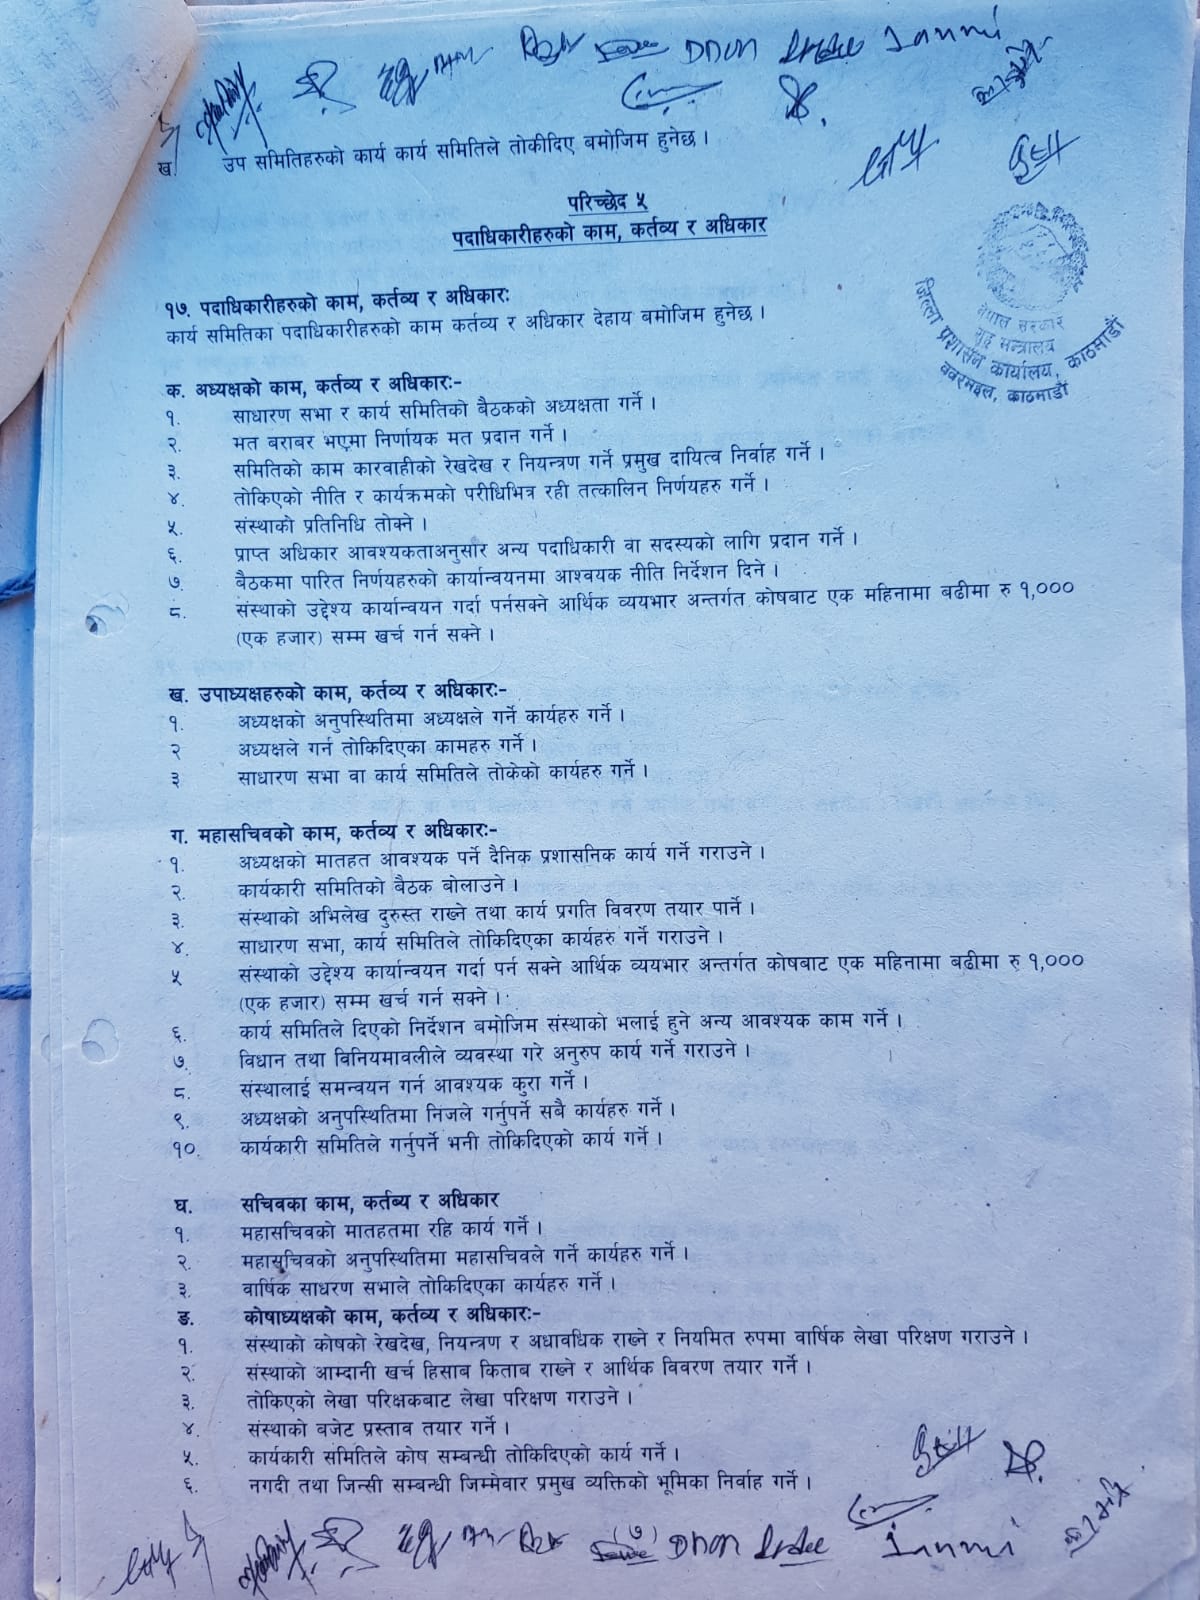 ख. उप समितिहरुको कार्य कार्य समितिले तोकीदिए बमोजिम हुनेछ ।
परिच्छेद ५
पदाधिकारीहरुको काम, कर्तव्य र अधिकार
नेपाल सरकार
गृह मन्त्रालय
जिल्ला प्रशासन कार्यालय, काठमाडौं
बबरमहल, काठमाडौं
१७. पदाधिकारीहरुको काम, कर्तव्य र अधिकारः
कार्य समितिका पदाधिकारीहरुको काम कर्तव्य र अधिकार देहाय बमोजिम हुनेछ ।
क. अध्यक्षको काम, कर्तव्य र अधिकारः-
१. साधारण सभा र कार्य समितिको बैठकको अध्यक्षता गर्ने ।
२. मत बराबर भएमा निर्णायक मत प्रदान गर्ने ।
३. समितिको काम कारवाहीको रेखदेख र नियन्त्रण गर्ने प्रमुख दायित्व निर्वाह गर्ने ।
४. तोकिएको नीति र कार्यक्रमको परीधिभित्र रही तत्कालिन निर्णयहरु गर्ने ।
५. संस्थाको प्रतिनिधि तोक्ने ।
६. प्राप्त अधिकार आवश्यकताअनुसार अन्य पदाधिकारी वा सदस्यको लागि प्रदान गर्ने ।
७. बैठकमा पारित निर्णयहरुको कार्यान्वयनमा आश्वयक नीति निर्देशन दिने ।
८. संस्थाको उद्देश्य कार्यान्वयन गर्दा पर्नसक्ने आर्थिक व्ययभार अन्तर्गत कोषबाट एक महिनामा बढीमा रु १,०००
(एक हजार) सम्म खर्च गर्न सक्ने ।
ख. उपाध्यक्षहरुको काम, कर्तव्य र अधिकारः-
१. अध्यक्षको अनुपस्थितिमा अध्यक्षले गर्ने कार्यहरु गर्ने ।
२ अध्यक्षले गर्न तोकिदिएका कामहरु गर्ने ।
३ साधारण सभा वा कार्य समितिले तोकेको कार्यहरु गर्ने ।
ग. महासचिवको काम, कर्तव्य र अधिकारः-
१. अध्यक्षको मातहत आवश्यक पर्ने दैनिक प्रशासनिक कार्य गर्ने गराउने ।
२. कार्यकारी समितिको बैठक बोलाउने ।
३. संस्थाको अभिलेख दुरुस्त राख्ने तथा कार्य प्रगति विवरण तयार पार्ने ।
४. साधारण सभा, कार्य समितिले तोकिदिएका कार्यहरु गर्ने गराउने ।
५ संस्थाको उद्देश्य कार्यान्वयन गर्दा पर्न सक्ने आर्थिक व्ययभार अन्तर्गत कोषबाट एक महिनामा बढीमा रु १,०००
(एक हजार) सम्म खर्च गर्न सक्ने ।
६. कार्य समितिले दिएको निर्देशन बमोजिम संस्थाको भलाई हुने अन्य आवश्यक काम गर्ने ।
७. विधान तथा विनियमावलीले व्यवस्था गरे अनुरुप कार्य गर्ने गराउने ।
८. संस्थालाई समन्वयन गर्न आवश्यक कुरा गर्ने ।
९. अध्यक्षको अनुपस्थितिमा निजले गर्नुपर्ने सबै कार्यहरु गर्ने ।
१०. कार्यकारी समितिले गर्नुपर्ने भनी तोकिदिएको कार्य गर्ने ।
घ. सचिवका काम, कर्तब्य र अधिकार
१. महासचिवको मातहतमा रहि कार्य गर्ने ।
२. महासचिवको अनुपस्थितिमा महासचिवले गर्ने कार्यहरु गर्ने ।
३. वार्षिक साधरण सभाले तोकिदिएका कार्यहरु गर्ने ।
ङ. कोषाध्यक्षको काम, कर्तव्य र अधिकारः-
१. संस्थाको कोषको रेखदेख, नियन्त्रण र अधावधिक राख्ने र नियमित रुपमा वार्षिक लेखा परिक्षण गराउने ।
२. संस्थाको आम्दानी खर्च हिसाब किताब राख्ने र आर्थिक विवरण तयार गर्ने ।
३. तोकिएको लेखा परिक्षकबाट लेखा परिक्षण गराउने ।
४. संस्थाको बजेट प्रस्ताव तयार गर्ने ।
५. कार्यकारी समितिले कोष सम्बन्धी तोकिदिएको कार्य गर्ने ।
६. नगदी तथा जिन्सी सम्बन्धी जिम्मेवार प्रमुख व्यक्तिको भूमिका निर्वाह गर्ने ।
(७)